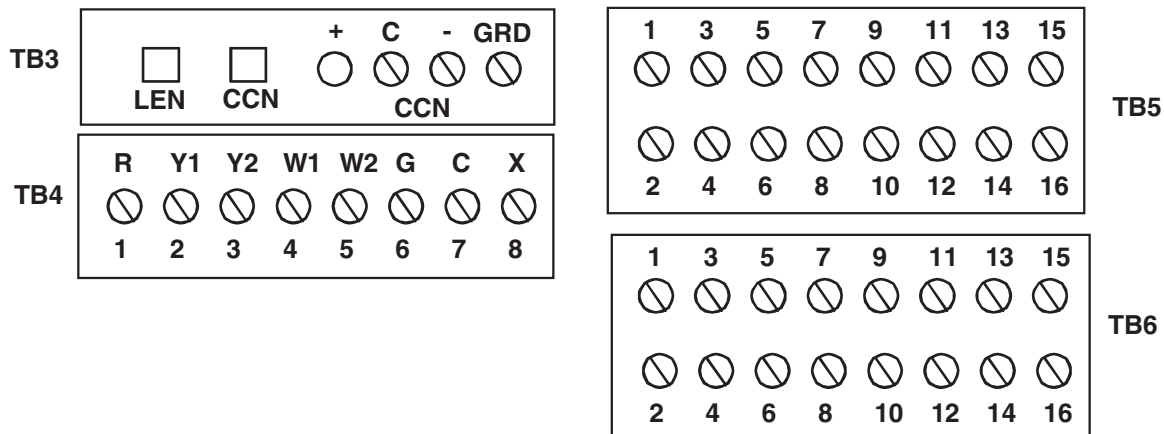 TB3
+ C - GRD
LEN CCN
CCN
TB4
R Y1 Y2 W1 W2 G C X
1 2 3 4 5 6 7 8
1 3 5 7 9 11 13 15
TB5
2 4 6 8 10 12 14 16
1 3 5 7 9 11 13 15
TB6
2 4 6 8 10 12 14 16